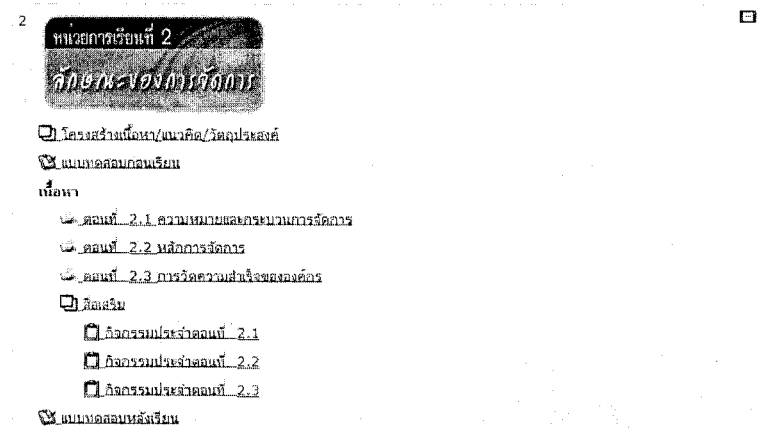 2
หน่วยการเรียนที่ 2
ลักษณะของการจัดการ
โครงสร้างเนื้อหา/แนวคิด/วัตถุประสงค์
แบบทดสอบก่อนเรียน
เนื้อหา
ตอนที่ 2.1 ความหมายและกระบวนการจัดการ
ตอนที่ 2.2 หลักการจัดการ
ตอนที่ 2.3 การวัดความสำเร็จขององค์กร
สื่อเสริม
กิจกรรมประจำตอนที่ 2.1
กิจกรรมประจำตอนที่ 2.2
กิจกรรมประจำตอนที่ 2.3
แบบทดสอบหลังเรียน